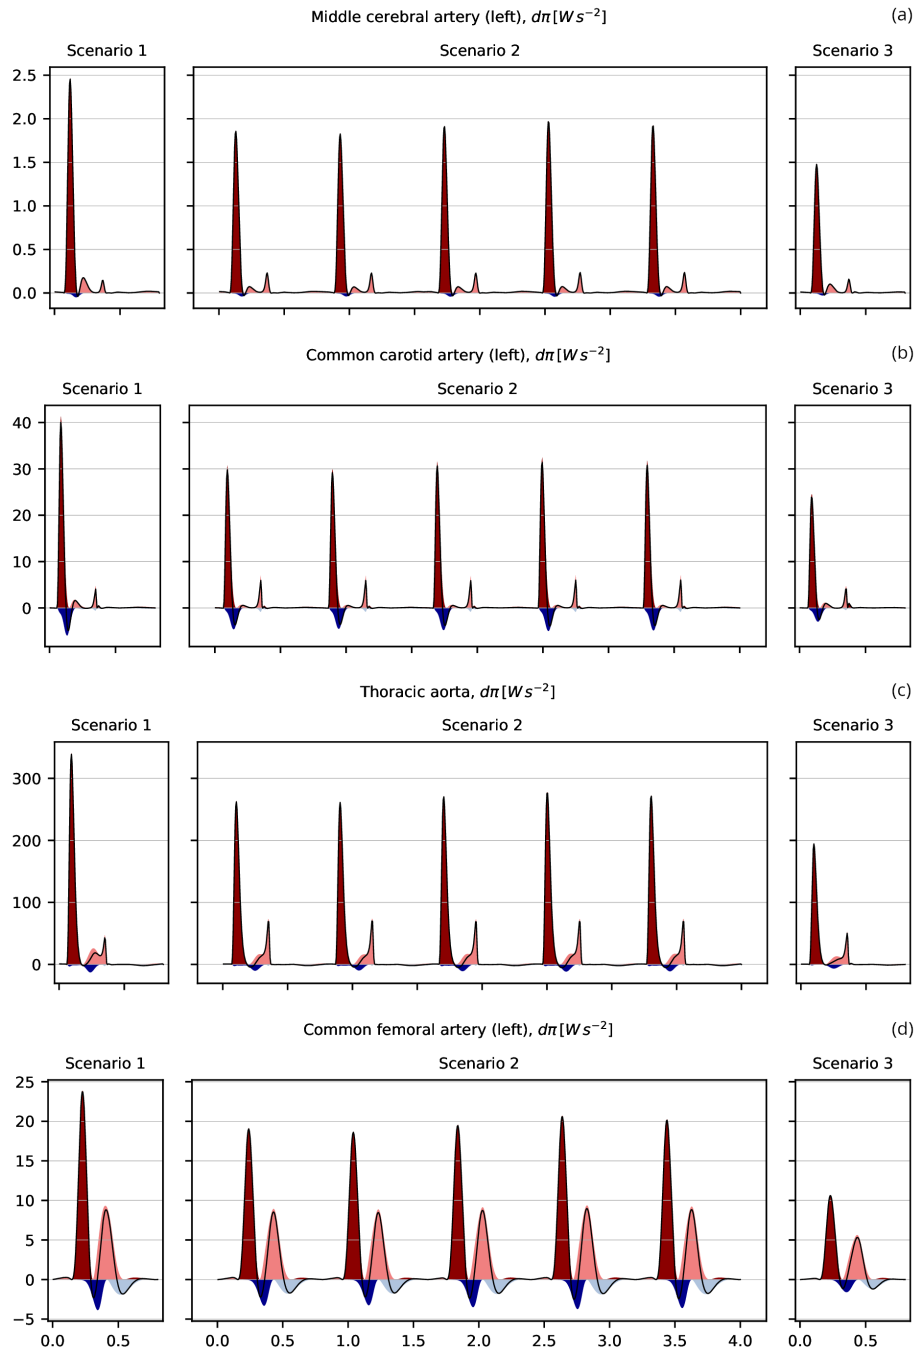 Middle cerebral artery (left), dπ [W s⁻²]
(a)
Scenario 1
Scenario 2
Scenario 3
2.5
2.0
1.5
1.0
0.5
0.0
Common carotid artery (left), dπ [W s⁻²]
(b)
Scenario 1
Scenario 2
Scenario 3
40
30
20
10
0
Thoracic aorta, dπ [W s⁻²]
(c)
Scenario 1
Scenario 2
Scenario 3
300
200
100
0
Common femoral artery (left), dπ [W s⁻²]
(d)
Scenario 1
Scenario 2
Scenario 3
25
20
15
10
5
0
−5
0.0 0.5 0.0 0.5 1.0 1.5 2.0 2.5 3.0 3.5 4.0 0.0 0.5